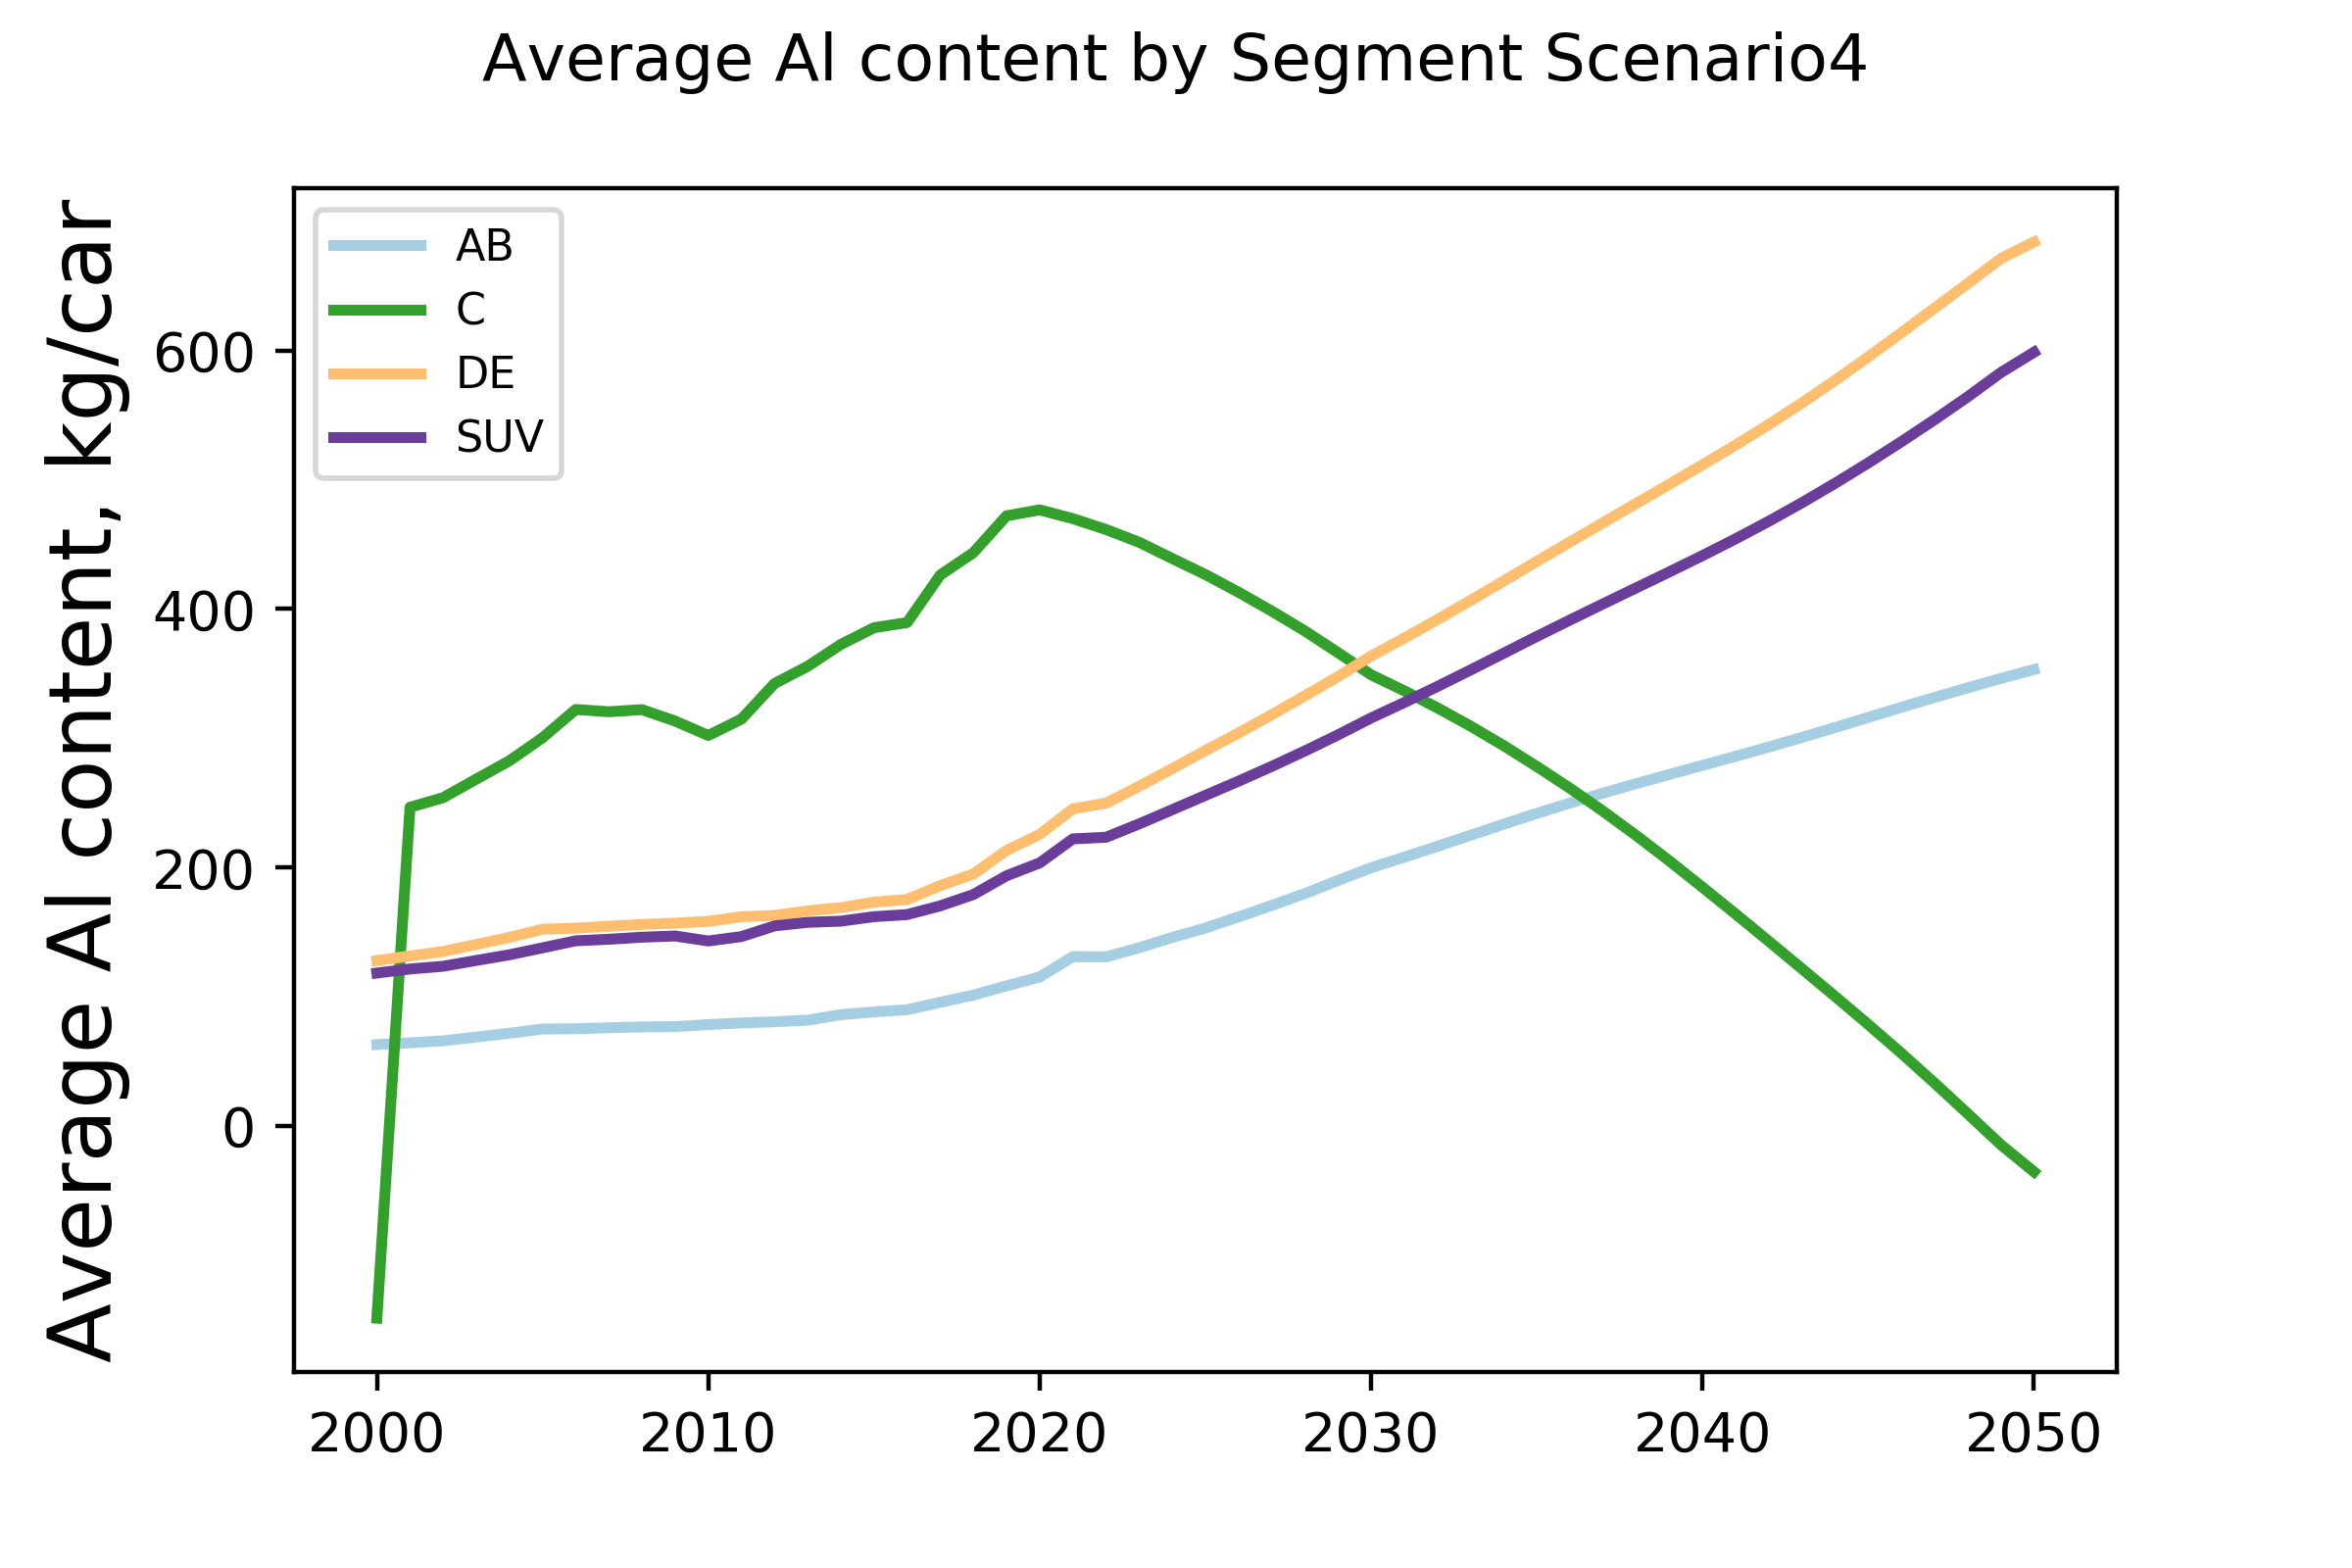 Average Al content by Segment Scenario4
Average Al content, kg/car
AB
C
DE
SUV
600
400
200
0
2000 2010 2020 2030 2040 2050